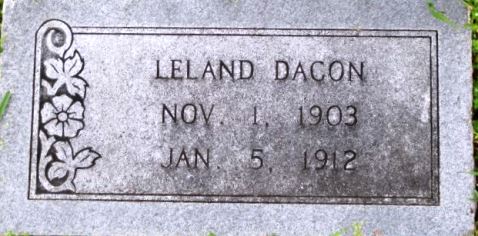 LELAND DACON
NOV. 1, 1903
JAN. 5, 1912